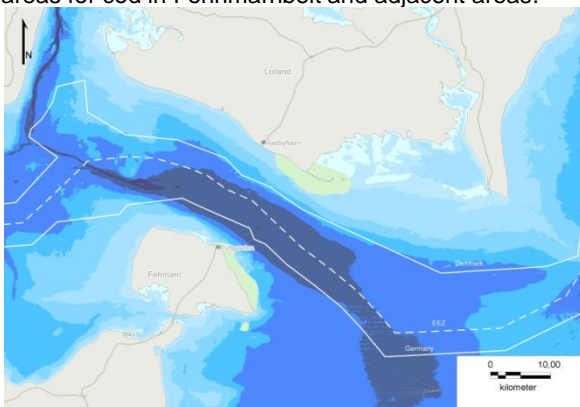 areas for cod in Fehmarnbelt and adjacent areas.
N
Lolland
Rødbyhavn
Puttgarden
Fehmarn
Denmark
EEZ
Germany
0 10,00
kilometer